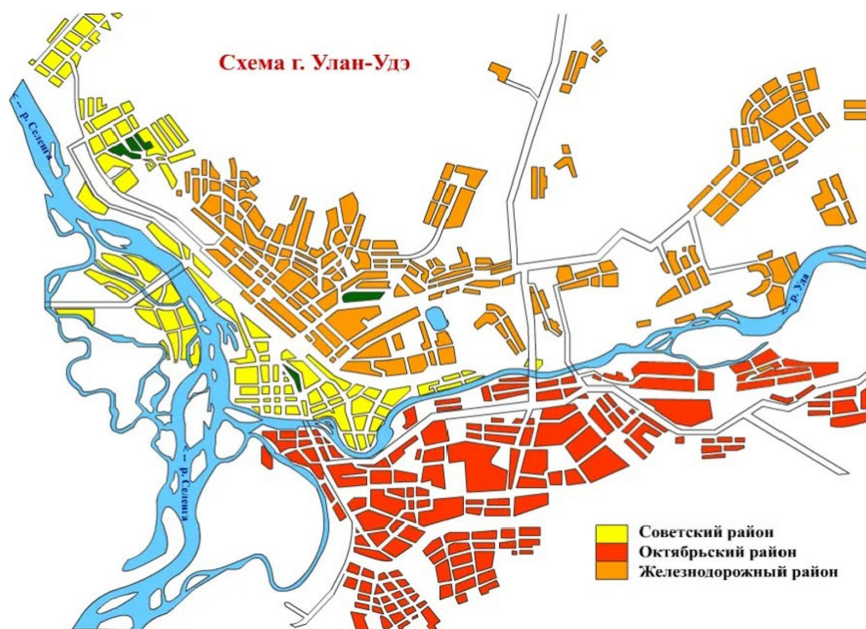 Схема г. Улан-Удэ
<-- р. Селенга
<-- р. Уда
<-- р. Селенга
Советский район
Октябрьский район
Железнодорожный район